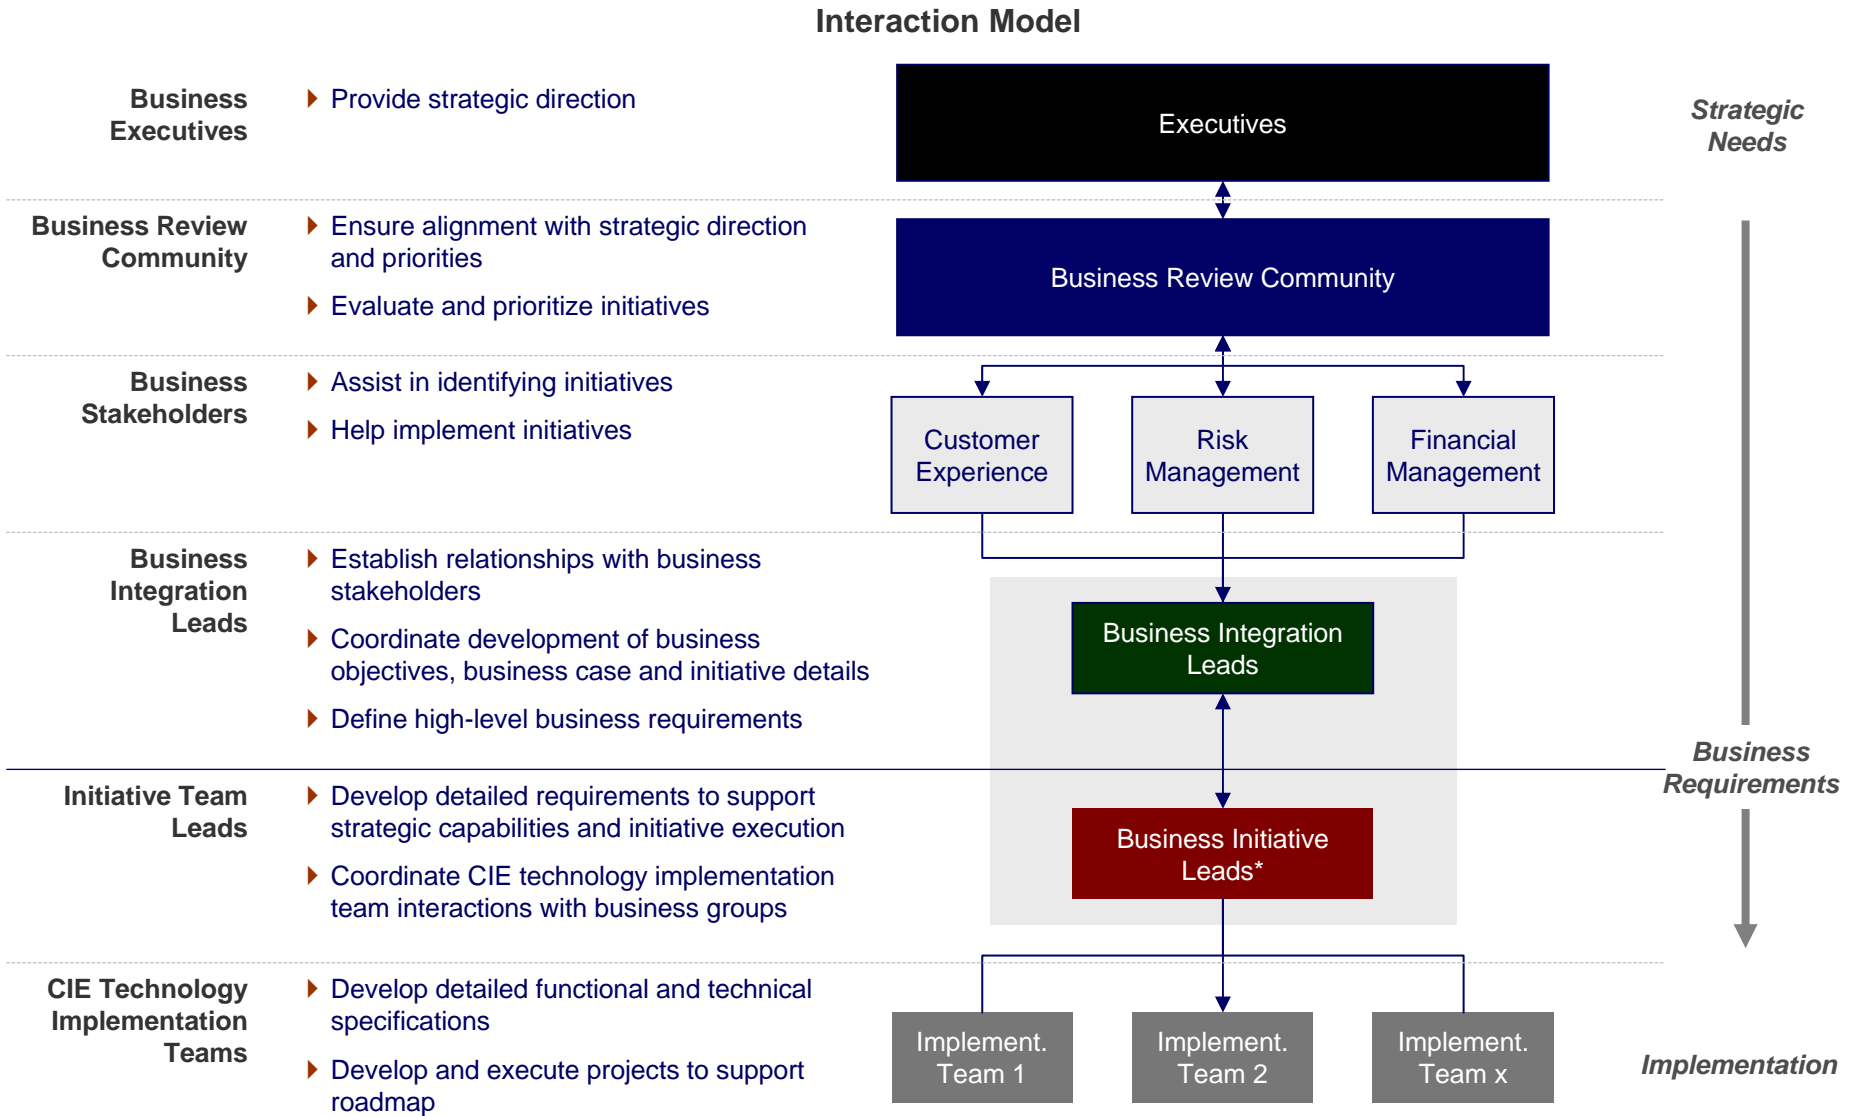 Interaction Model
Business
Executives
Provide strategic direction
Executives
Strategic
Needs
Business Review
Community
Ensure alignment with strategic direction
and priorities
Evaluate and prioritize initiatives
Business Review Community
Business
Stakeholders
Assist in identifying initiatives
Help implement initiatives
Customer
Experience
Risk
Management
Financial
Management
Business
Integration
Leads
Establish relationships with business
stakeholders
Coordinate development of business
objectives, business case and initiative details
Define high-level business requirements
Business Integration
Leads
Business
Requirements
Initiative Team
Leads
Develop detailed requirements to support
strategic capabilities and initiative execution
Coordinate CIE technology implementation
team interactions with business groups
Business Initiative
Leads*
CIE Technology
Implementation
Teams
Develop detailed functional and technical
specifications
Develop and execute projects to support
roadmap
Implement.
Team 1
Implement.
Team 2
Implement.
Team x
Implementation